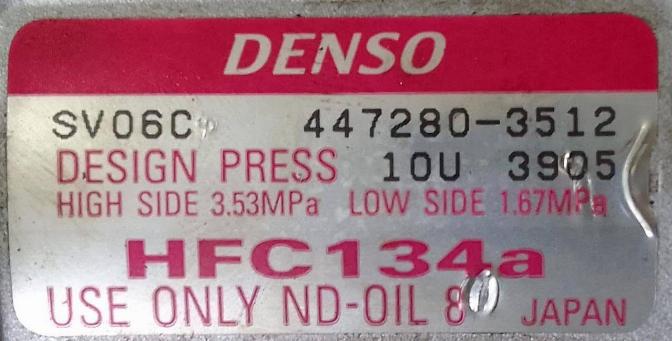 DENSO
SV06C 447280-3512
DESIGN PRESS 10U 3905
HIGH SIDE 3.53MPa LOW SIDE 1.67MPa
HFC134a
USE ONLY ND-OIL 8
JAPAN